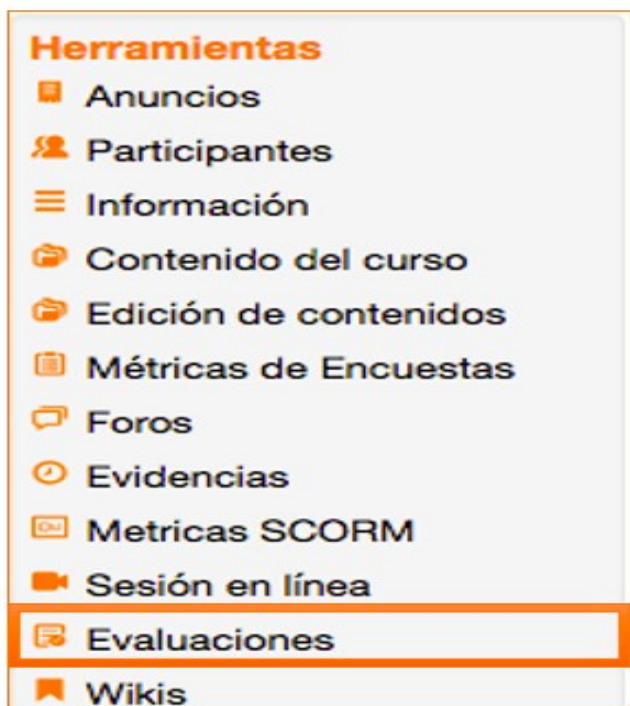 Herramientas
Anuncios
Participantes
Información
Contenido del curso
Edición de contenidos
Métricas de Encuestas
Foros
Evidencias
Metricas SCORM
Sesión en línea
Evaluaciones
Wikis